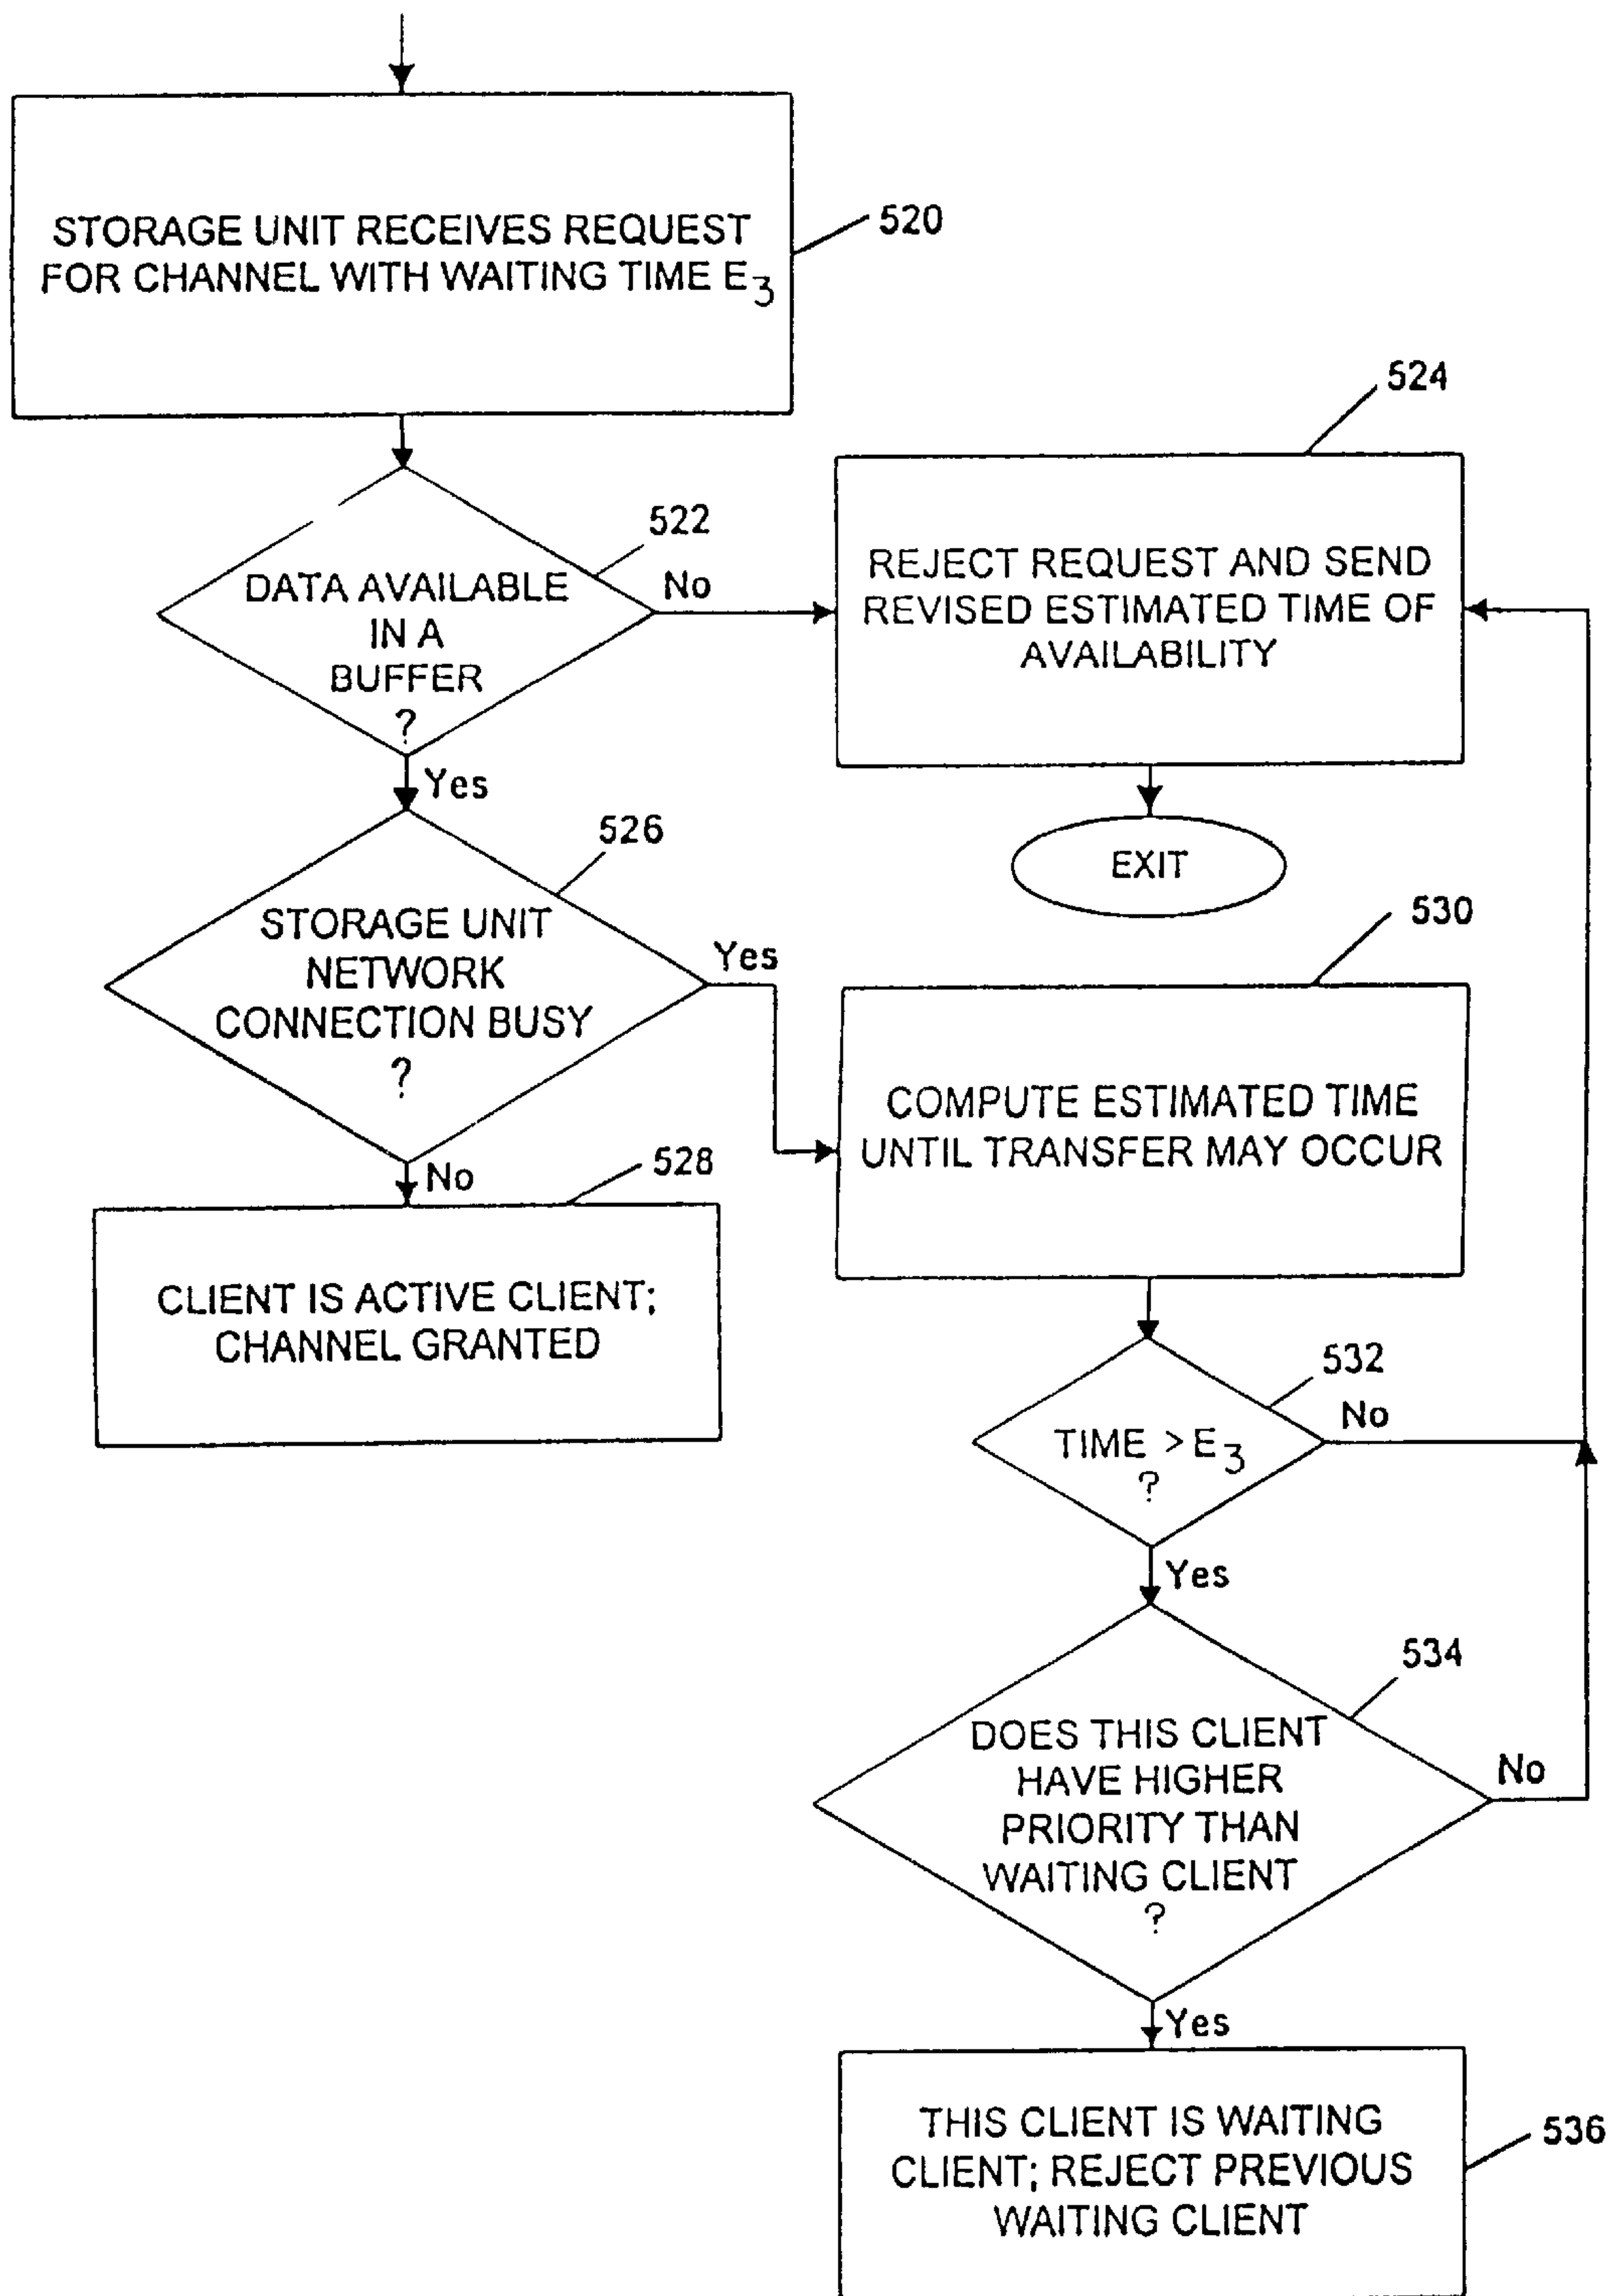 STORAGE UNIT RECEIVES REQUEST
FOR CHANNEL WITH WAITING TIME E3
520
522
DATA AVAILABLE
IN A
BUFFER
?
No
Yes
524
REJECT REQUEST AND SEND
REVISED ESTIMATED TIME OF
AVAILABILITY
EXIT
526
STORAGE UNIT
NETWORK
CONNECTION BUSY
?
Yes
No
528
CLIENT IS ACTIVE CLIENT;
CHANNEL GRANTED
530
COMPUTE ESTIMATED TIME
UNTIL TRANSFER MAY OCCUR
532
TIME > E3
?
No
Yes
534
DOES THIS CLIENT
HAVE HIGHER
PRIORITY THAN
WAITING CLIENT
?
No
Yes
THIS CLIENT IS WAITING
CLIENT; REJECT PREVIOUS
WAITING CLIENT
536